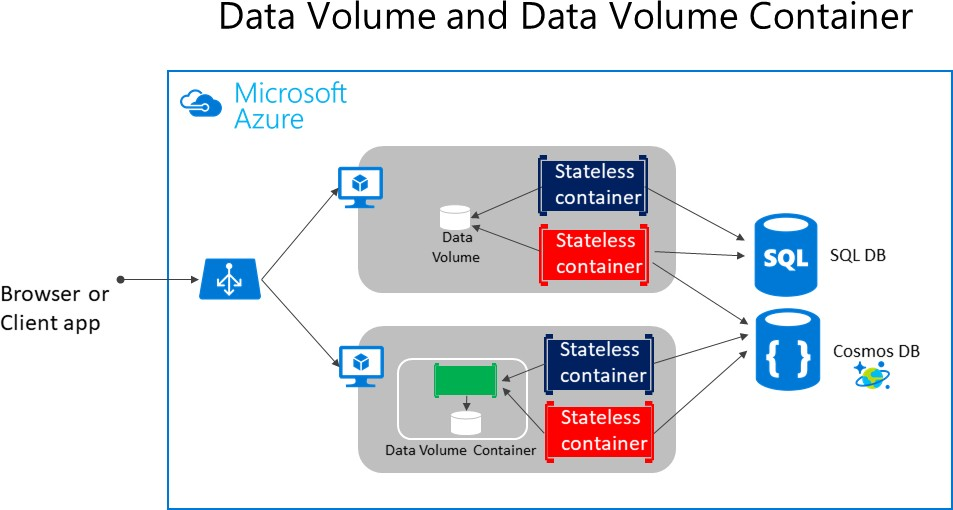 Data Volume and Data Volume Container
Microsoft
Azure
Stateless
container
Data
Volume
Stateless
container
SQL
SQL DB
Browser or
Client app
Stateless
container
{ }
Cosmos DB
Stateless
container
Data Volume Container